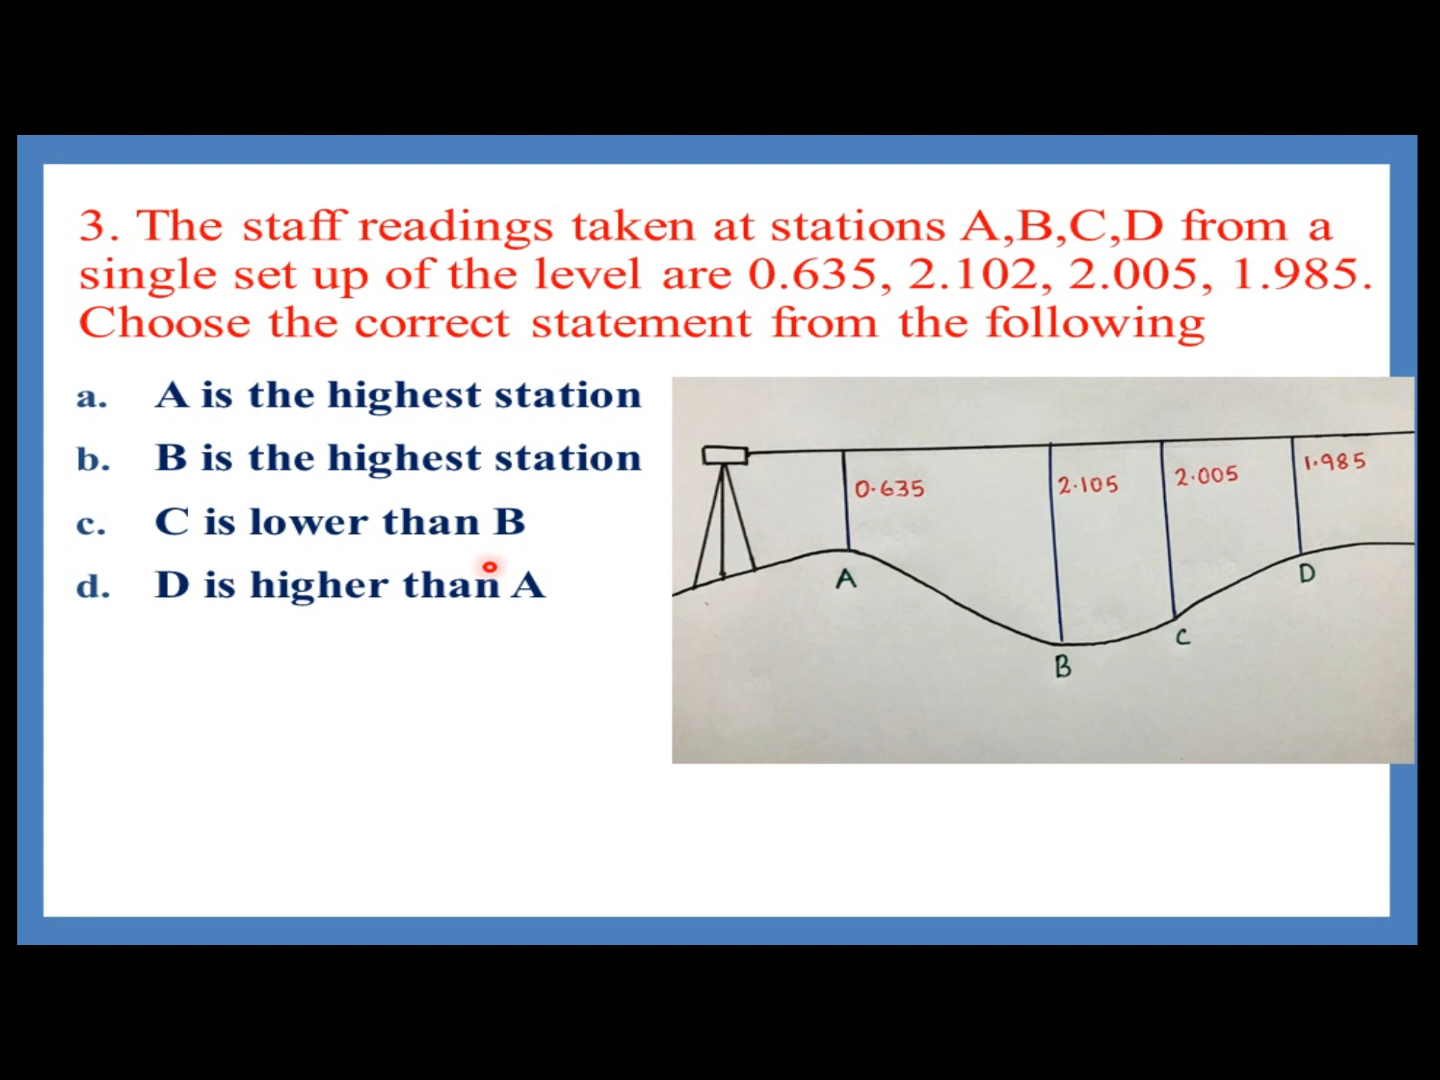 3. The staff readings taken at stations A,B,C,D from a
single set up of the level are 0.635, 2.102, 2.005, 1.985.
Choose the correct statement from the following
a. A is the highest station
b. B is the highest station
c. C is lower than B
d. D is higher than A
0.635
2.105
2.005
1.985
A
B
C
D